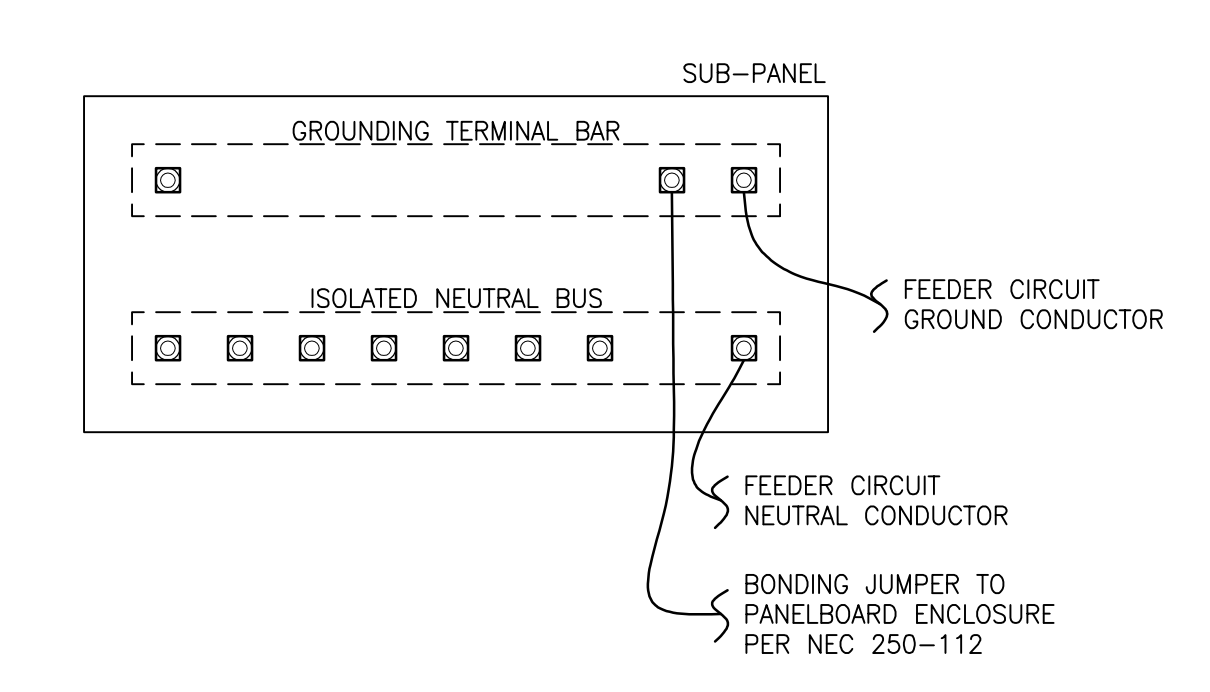 SUB-PANEL
GROUNDING TERMINAL BAR
ISOLATED NEUTRAL BUS
FEEDER CIRCUIT
GROUND CONDUCTOR
FEEDER CIRCUIT
NEUTRAL CONDUCTOR
BONDING JUMPER TO
PANELBOARD ENCLOSURE
PER NEC 250-112